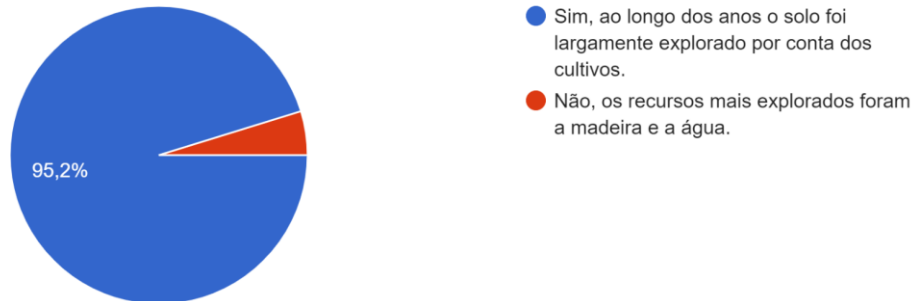 Sim, ao longo dos anos o solo foi
largamente explorado por conta dos
cultivos.
Não, os recursos mais explorados foram
a madeira e a água.
95,2%